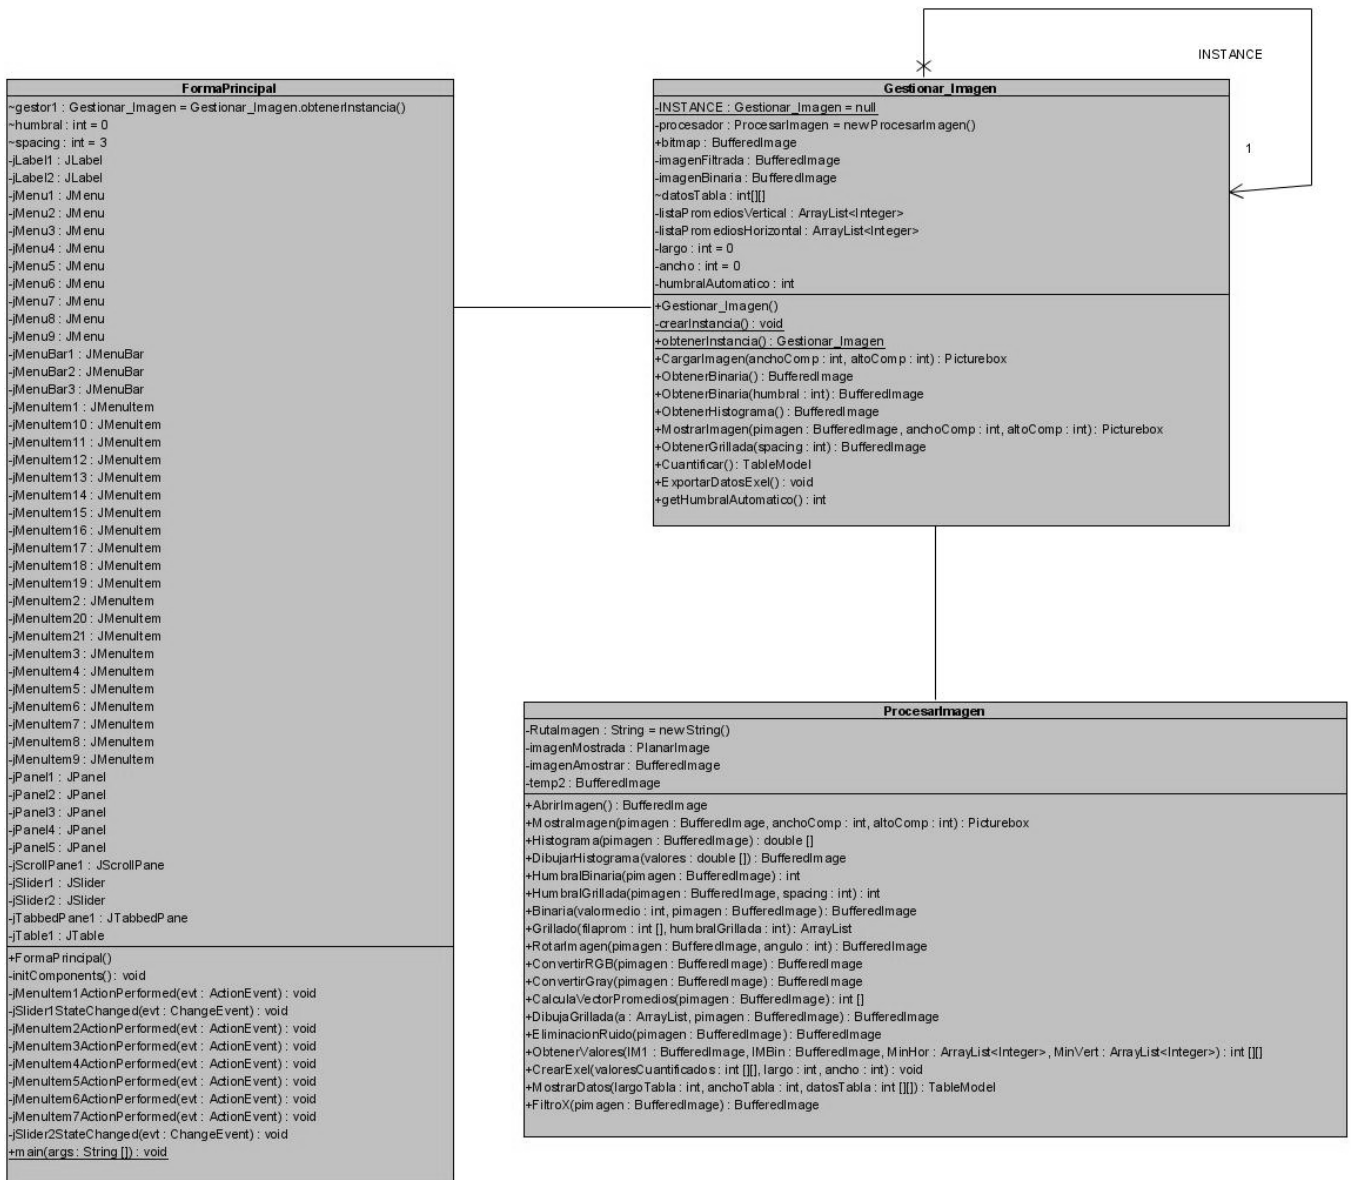 FormaPrincipal
~gestor1 : Gestionar_Imagen = Gestionar_Imagen.obtenerInstancia()
~humbral : int = 0
~spacing : int = 3
-jLabel1 : JLabel
-jLabel2 : JLabel
-jMenu1 : JMenu
-jMenu2 : JMenu
-jMenu3 : JMenu
-jMenu4 : JMenu
-jMenu5 : JMenu
-jMenu6 : JMenu
-jMenu7 : JMenu
-jMenu8 : JMenu
-jMenu9 : JMenu
-jMenuBar1 : JMenuBar
-jMenuBar2 : JMenuBar
-jMenuBar3 : JMenuBar
-jMenuItem1 : JMenuItem
-jMenuItem10 : JMenuItem
-jMenuItem11 : JMenuItem
-jMenuItem12 : JMenuItem
-jMenuItem13 : JMenuItem
-jMenuItem14 : JMenuItem
-jMenuItem15 : JMenuItem
-jMenuItem16 : JMenuItem
-jMenuItem17 : JMenuItem
-jMenuItem18 : JMenuItem
-jMenuItem19 : JMenuItem
-jMenuItem2 : JMenuItem
-jMenuItem20 : JMenuItem
-jMenuItem21 : JMenuItem
-jMenuItem3 : JMenuItem
-jMenuItem4 : JMenuItem
-jMenuItem5 : JMenuItem
-jMenuItem6 : JMenuItem
-jMenuItem7 : JMenuItem
-jMenuItem8 : JMenuItem
-jMenuItem9 : JMenuItem
-jPanel1 : JPanel
-jPanel2 : JPanel
-jPanel3 : JPanel
-jPanel4 : JPanel
-jPanel5 : JPanel
-jScrollPane1 : JScrollPane
-jSlider1 : JSlider
-jSlider2 : JSlider
-jTabbedPane1 : JTabbedPane
-jTable1 : JTable
+FormaPrincipal()
-initComponents() : void
-jMenuItem1ActionPerformed(evt : ActionEvent) : void
-jSlider1StateChanged(evt : ChangeEvent) : void
-jMenuItem2ActionPerformed(evt : ActionEvent) : void
-jMenuItem3ActionPerformed(evt : ActionEvent) : void
-jMenuItem4ActionPerformed(evt : ActionEvent) : void
-jMenuItem5ActionPerformed(evt : ActionEvent) : void
-jMenuItem6ActionPerformed(evt : ActionEvent) : void
-jMenuItem7ActionPerformed(evt : ActionEvent) : void
-jSlider2StateChanged(evt : ChangeEvent) : void
+main(args : String []) : void
INSTANCE
1
Gestionar_Imagen
-INSTANCE : Gestionar_Imagen = null
-procesador : ProcesarImagen = new ProcesarImagen()
+bitmap : BufferedImage
-imagenFiltrada : BufferedImage
-imagenBinaria : BufferedImage
~datosTabla : int[][]
-listaPromediosVertical : ArrayList<Integer>
-listaPromediosHorizontal : ArrayList<Integer>
-largo : int = 0
-ancho : int = 0
-humbralAutomatico : int
+Gestionar_Imagen()
-crearInstancia() : void
+obtenerInstancia() : Gestionar_Imagen
+CargarImagen(anchoComp : int, altoComp : int) : Picturebox
+ObtenerBinaria() : BufferedImage
+ObtenerBinaria(humbral : int) : BufferedImage
+ObtenerHistograma() : BufferedImage
+MostrarImagen(pimagen : BufferedImage, anchoComp : int, altoComp : int) : Picturebox
+ObtenerGrillada(spacing : int) : BufferedImage
+Cuantificar() : TableModel
+ExportarDatosExel() : void
+getHumbralAutomatico() : int
ProcesarImagen
-RutaImagen : String = new String()
-imagenMostrada : PlanarImage
-imagenAmostrar : BufferedImage
-temp2 : BufferedImage
+AbrirImagen() : BufferedImage
+MostraImagen(pimagen : BufferedImage, anchoComp : int, altoComp : int) : Picturebox
+Histograma(pimagen : BufferedImage) : double []
+DibujarHistograma(valores : double []) : BufferedImage
+HumbralBinaria(pimagen : BufferedImage) : int
+HumbralGrillada(pimagen : BufferedImage, spacing : int) : int
+Binaria(valormedio : int, pimagen : BufferedImage) : BufferedImage
+Grillado(filaprom : int [], humbralGrillada : int) : ArrayList
+RotarImagen(pimagen : BufferedImage, angulo : int) : BufferedImage
+ConvertirRGB(pimagen : BufferedImage) : BufferedImage
+ConvertirGray(pimagen : BufferedImage) : BufferedImage
+CalculaVectorPromedios(pimagen : BufferedImage) : int []
+DibujaGrillada(a : ArrayList, pimagen : BufferedImage) : BufferedImage
+EliminacionRuido(pimagen : BufferedImage) : BufferedImage
+ObtenerValores(IM1 : BufferedImage, IMBin : BufferedImage, MinHor : ArrayList<Integer>, MinVert : ArrayList<Integer>) : int [][]
+CrearExel(valoresCuantificados : int [][], largo : int, ancho : int) : void
+MostrarDatos(largoTabla : int, anchoTabla : int, datosTabla : int [][]) : TableModel
+FiltroX(pimagen : BufferedImage) : BufferedImage